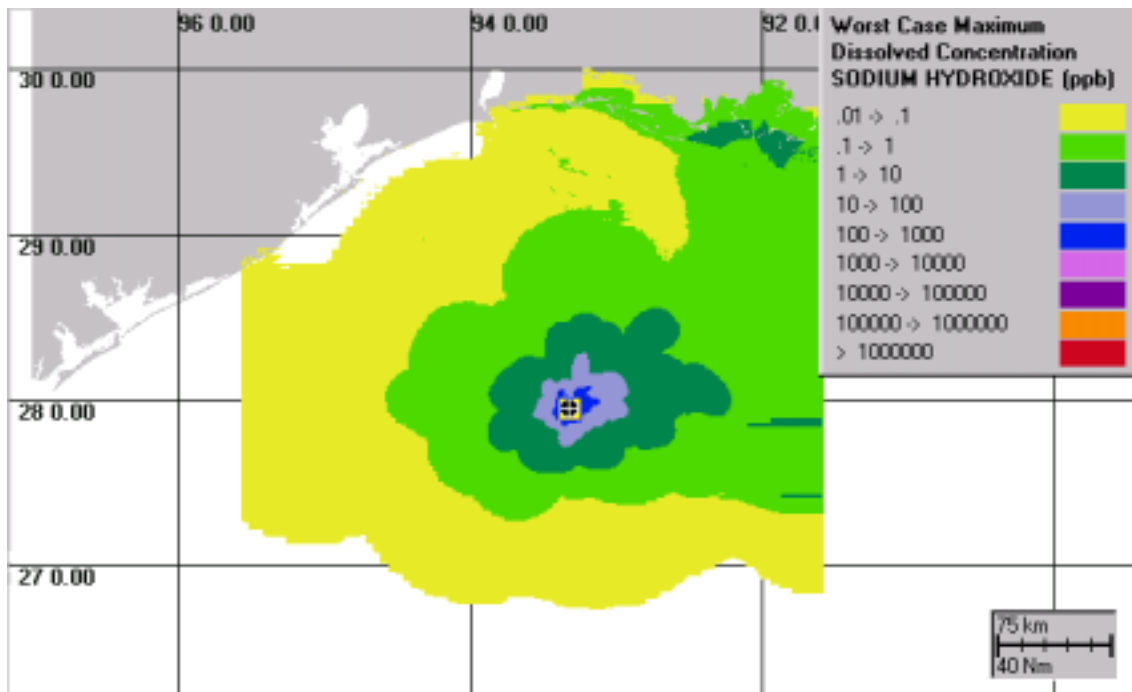 96 0.00
94 0.00
92 0.0
30 0.00
29 0.00
28 0.00
27 0.00
Worst Case Maximum
Dissolved Concentration
SODIUM HYDROXIDE (ppb)
.01 -> .1
.1 -> 1
1 -> 10
10 -> 100
100 -> 1000
1000 -> 10000
10000 -> 100000
100000 -> 1000000
> 1000000
75 km
40 Nm